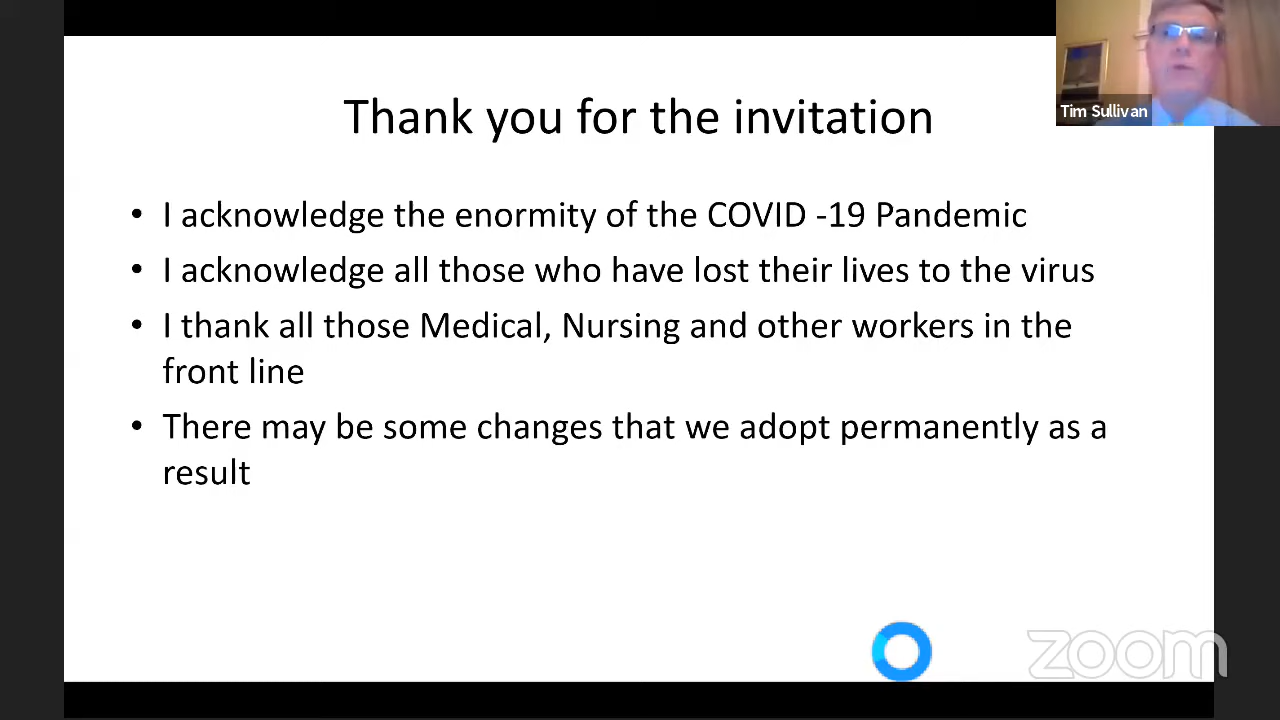 Thank you for the invitation
Tim Sullivan
• I acknowledge the enormity of the COVID -19 Pandemic
• I acknowledge all those who have lost their lives to the virus
• I thank all those Medical, Nursing and other workers in the
front line
• There may be some changes that we adopt permanently as a
result
zoom